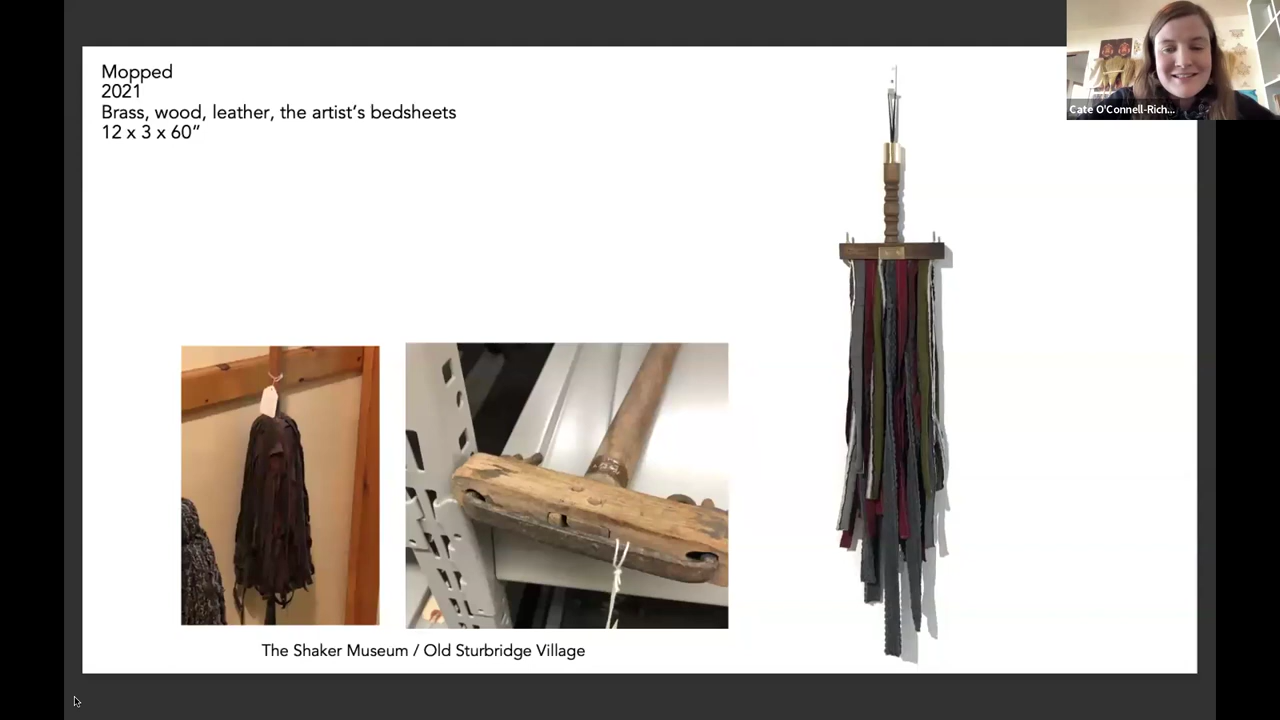 Mopped
2021
Brass, wood, leather, the artist's bedsheets
12 x 3 x 60"
Cate O'Connell-Rich...
The Shaker Museum / Old Sturbridge Village